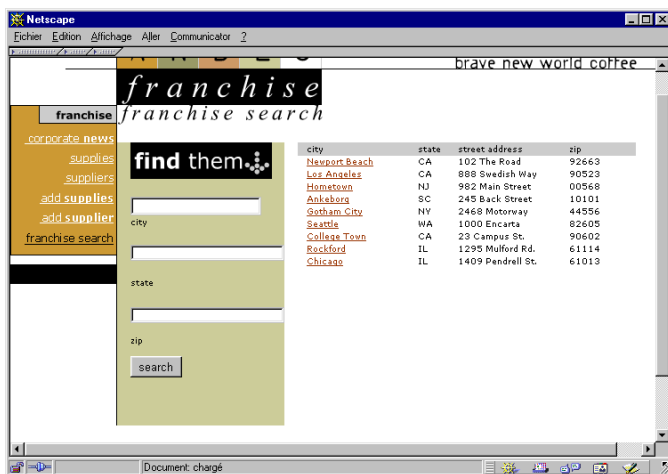 Netscape
Fichier Edition Affichage Aller Communicator ?
brave new world coffee
franchise
franchise search
franchise
corporate news
supplies
suppliers
add supplies
add supplier
franchise search
find them
city
state
zip
search
city state street address zip
Newport Beach CA 102 The Road 92663
Los Angeles CA 888 Swedish Way 90523
Hometown NJ 982 Main Street 00568
Ankeborg SC 245 Back Street 10101
Gotham City NY 2468 Motorway 44556
Seattle WA 1000 Encarta 82605
College Town CA 23 Campus St. 90602
Rockford IL 1295 Mulford Rd. 61114
Chicago IL 1409 Pendrell St. 61013
Document: chargé